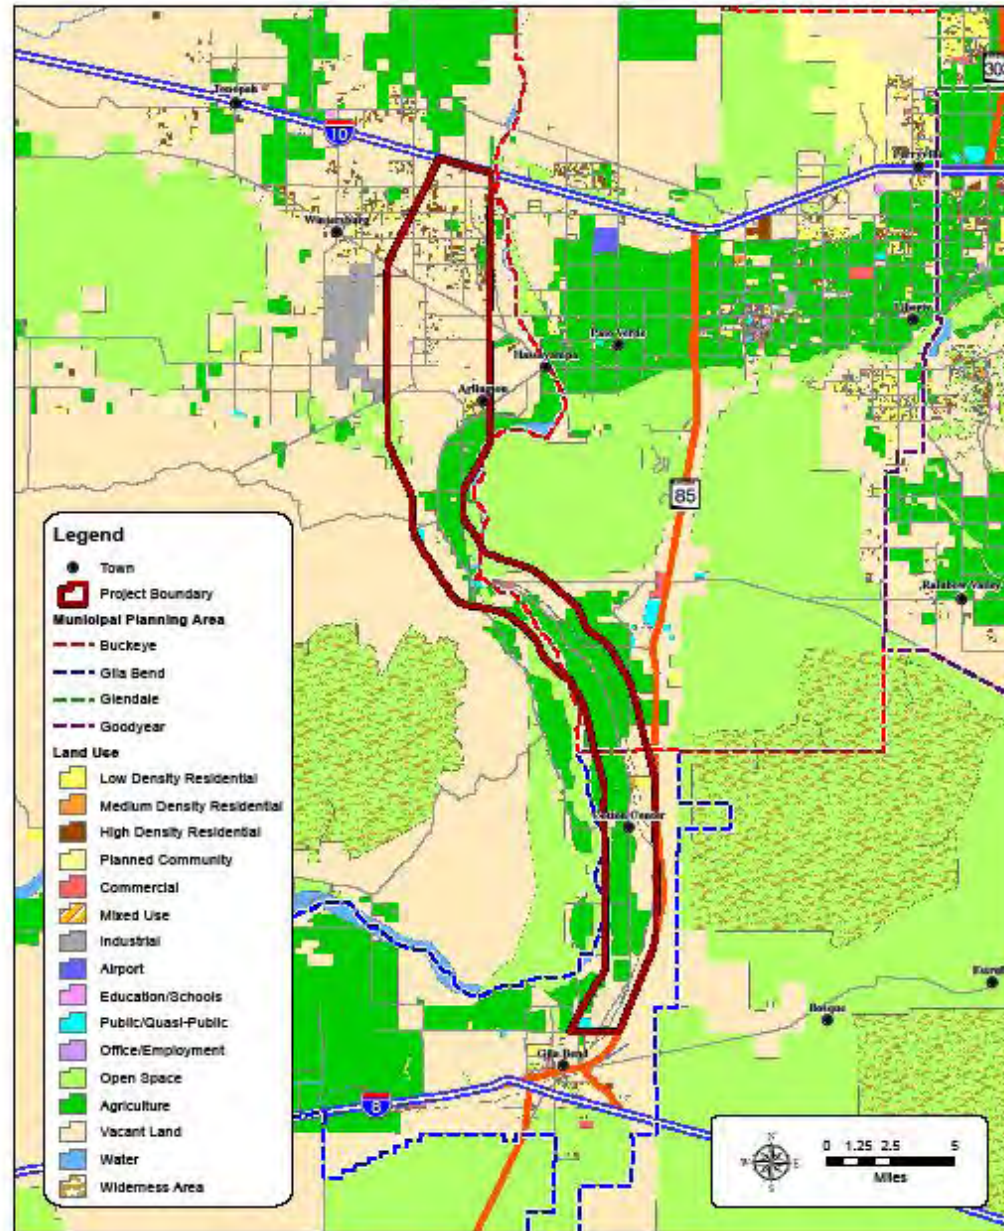 Tonopah
10
303
Wintersburg
Palo Verde
Hassayampa
Liberty
Arlington
85
Rainbow Valley
Cotton Center
Bosque
Gila Bend
8
Legend
Town
Project Boundary
Municipal Planning Area
Buckeye
Gila Bend
Glendale
Goodyear
Land Use
Low Density Residential
Medium Density Residential
High Density Residential
Planned Community
Commercial
Mixed Use
Industrial
Airport
Education/Schools
Public/Quasi-Public
Office/Employment
Open Space
Agriculture
Vacant Land
Water
Wilderness Area
N
W E
S
0 1.25 2.5 5
Miles